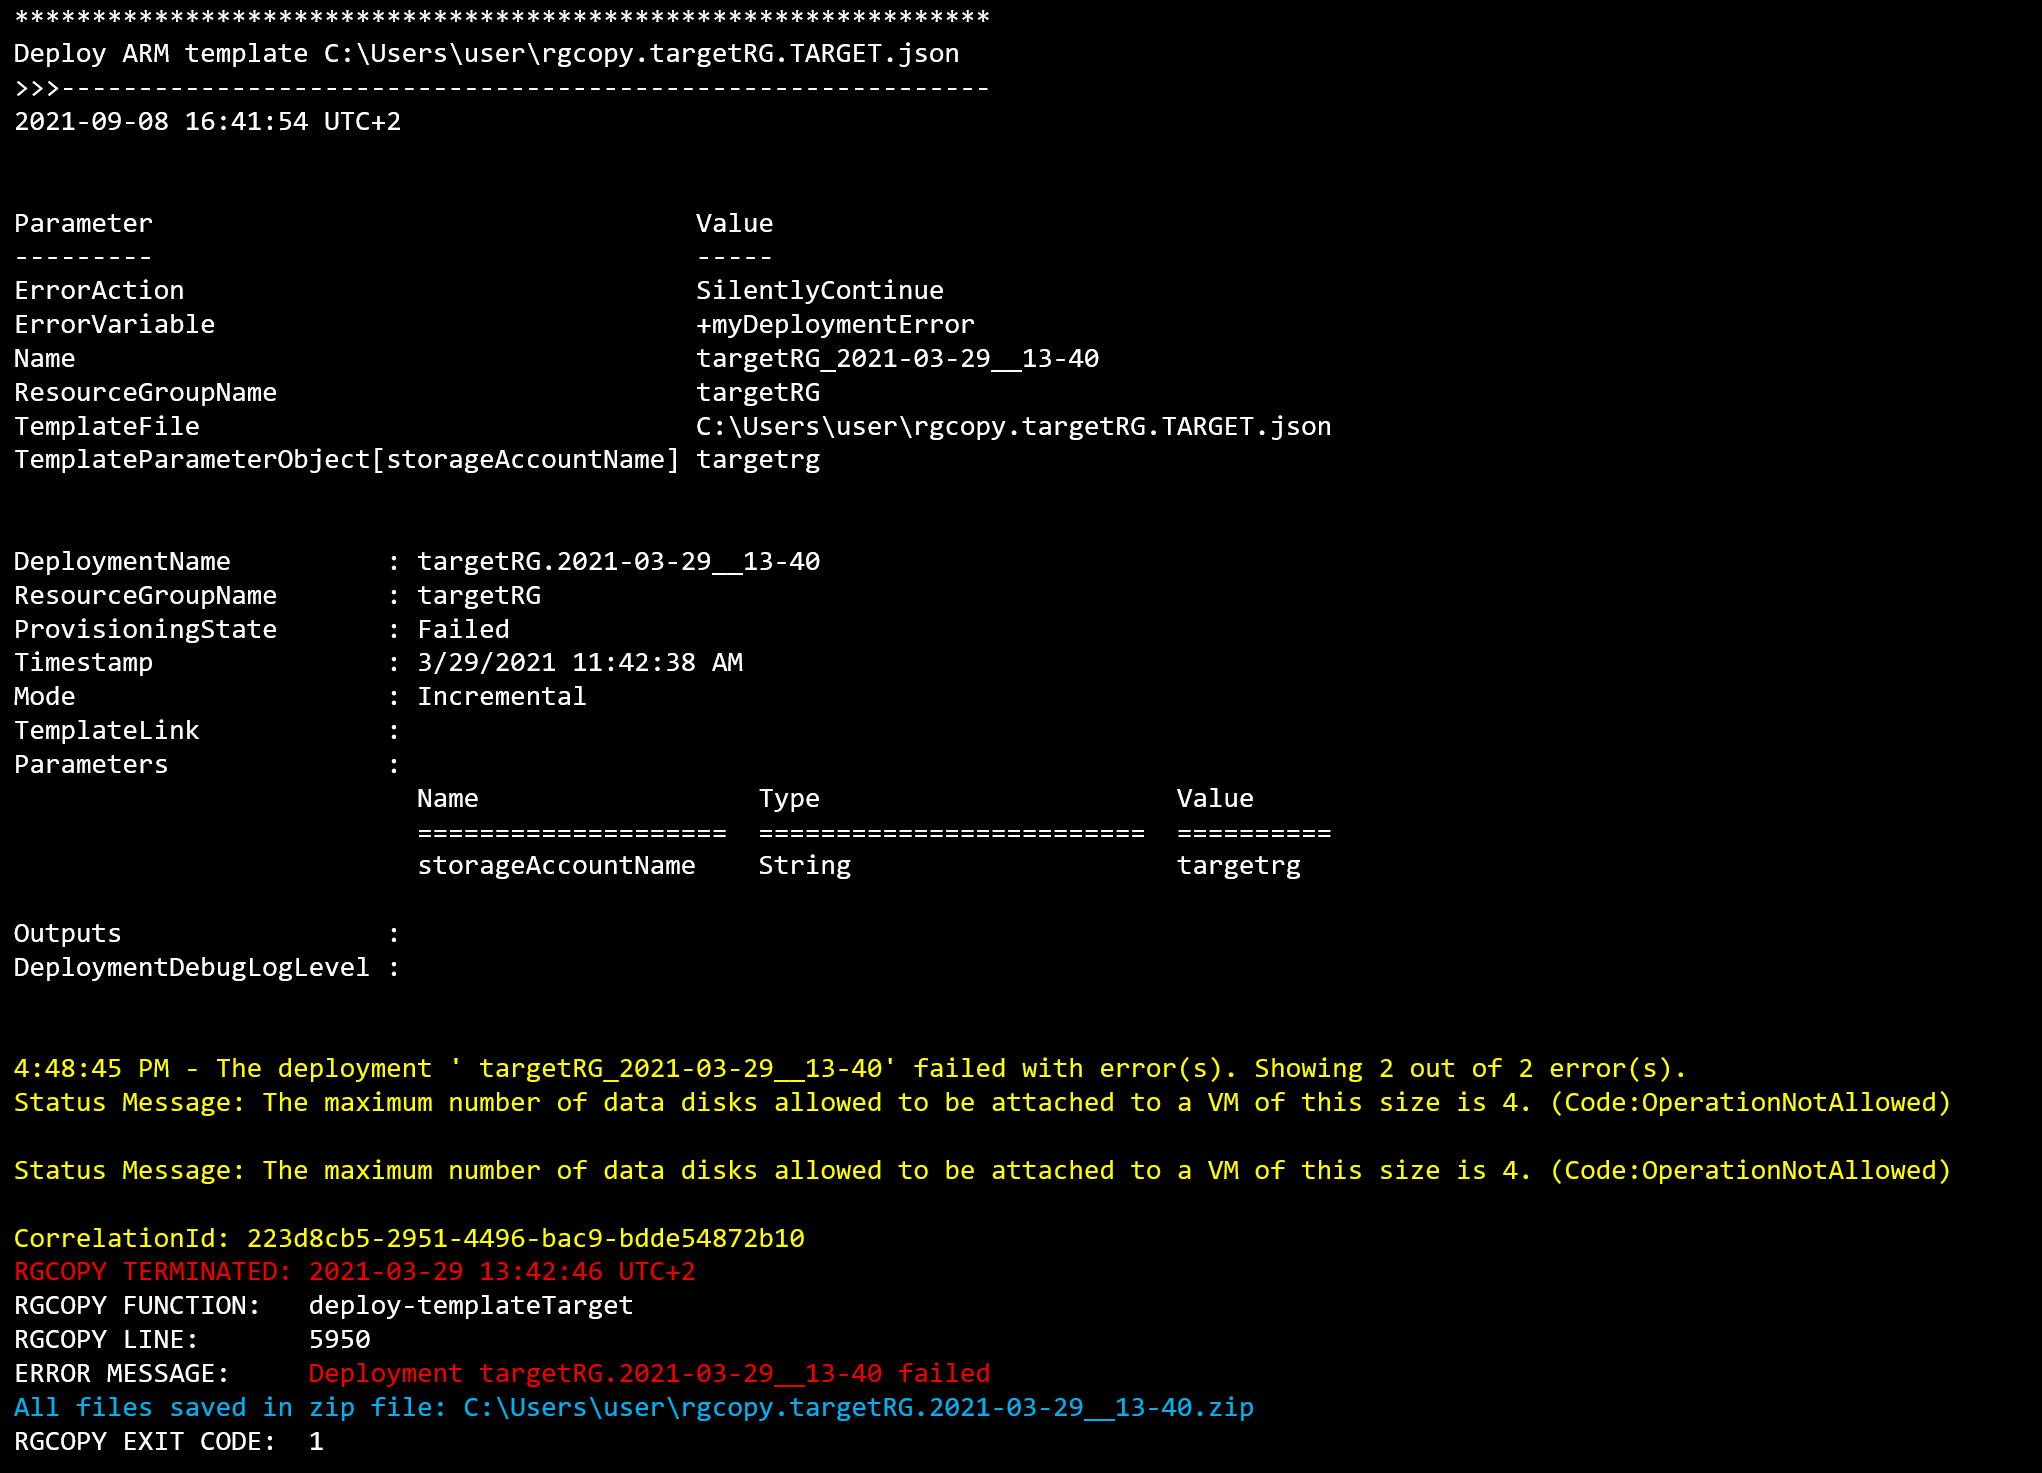 ***************************************************************
Deploy ARM template C:\Users\user\rgcopy.targetRG.TARGET.json
>>>------------------------------------------------------------
2021-09-08 16:41:54 UTC+2
Parameter                                   Value
---------                                   -----
ErrorAction                                 SilentlyContinue
ErrorVariable                               +myDeploymentError
Name                                        targetRG_2021-03-29__13-40
ResourceGroupName                           targetRG
TemplateFile                                C:\Users\user\rgcopy.targetRG.TARGET.json
TemplateParameterObject[storageAccountName] targetrg
DeploymentName          : targetRG.2021-03-29__13-40
ResourceGroupName       : targetRG
ProvisioningState       : Failed
Timestamp               : 3/29/2021 11:42:38 AM
Mode                    : Incremental
TemplateLink            :
Parameters              :
                          Name                  Type                       Value
                          ====================  =========================  ==========
                          storageAccountName    String                     targetrg
Outputs                 :
DeploymentDebugLogLevel :
4:48:45 PM - The deployment ' targetRG_2021-03-29__13-40' failed with error(s). Showing 2 out of 2 error(s).
Status Message: The maximum number of data disks allowed to be attached to a VM of this size is 4. (Code:OperationNotAllowed)
Status Message: The maximum number of data disks allowed to be attached to a VM of this size is 4. (Code:OperationNotAllowed)
CorrelationId: 223d8cb5-2951-4496-bac9-bdde54872b10
RGCOPY TERMINATED: 2021-03-29 13:42:46 UTC+2
RGCOPY FUNCTION:   deploy-templateTarget
RGCOPY LINE:       5950
ERROR MESSAGE:     Deployment targetRG.2021-03-29__13-40 failed
All files saved in zip file: C:\Users\user\rgcopy.targetRG.2021-03-29__13-40.zip
RGCOPY EXIT CODE:  1